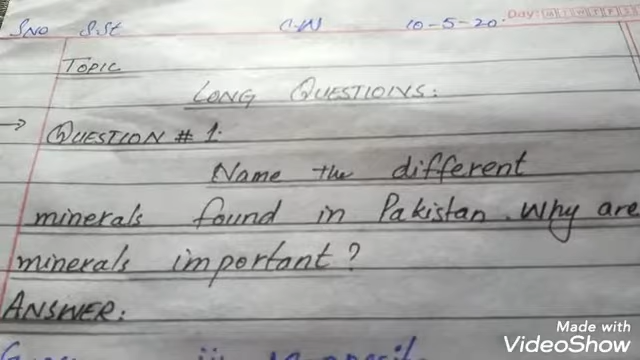 SNO S.St C.W 10-5-20. Day: M T W T F S
TOPIC
LONG QUESTIONS:
→ QUESTION # 1.
Name the different
minerals found in Pakistan. Why are
minerals important?
ANSWER:
Made with
VideoShow